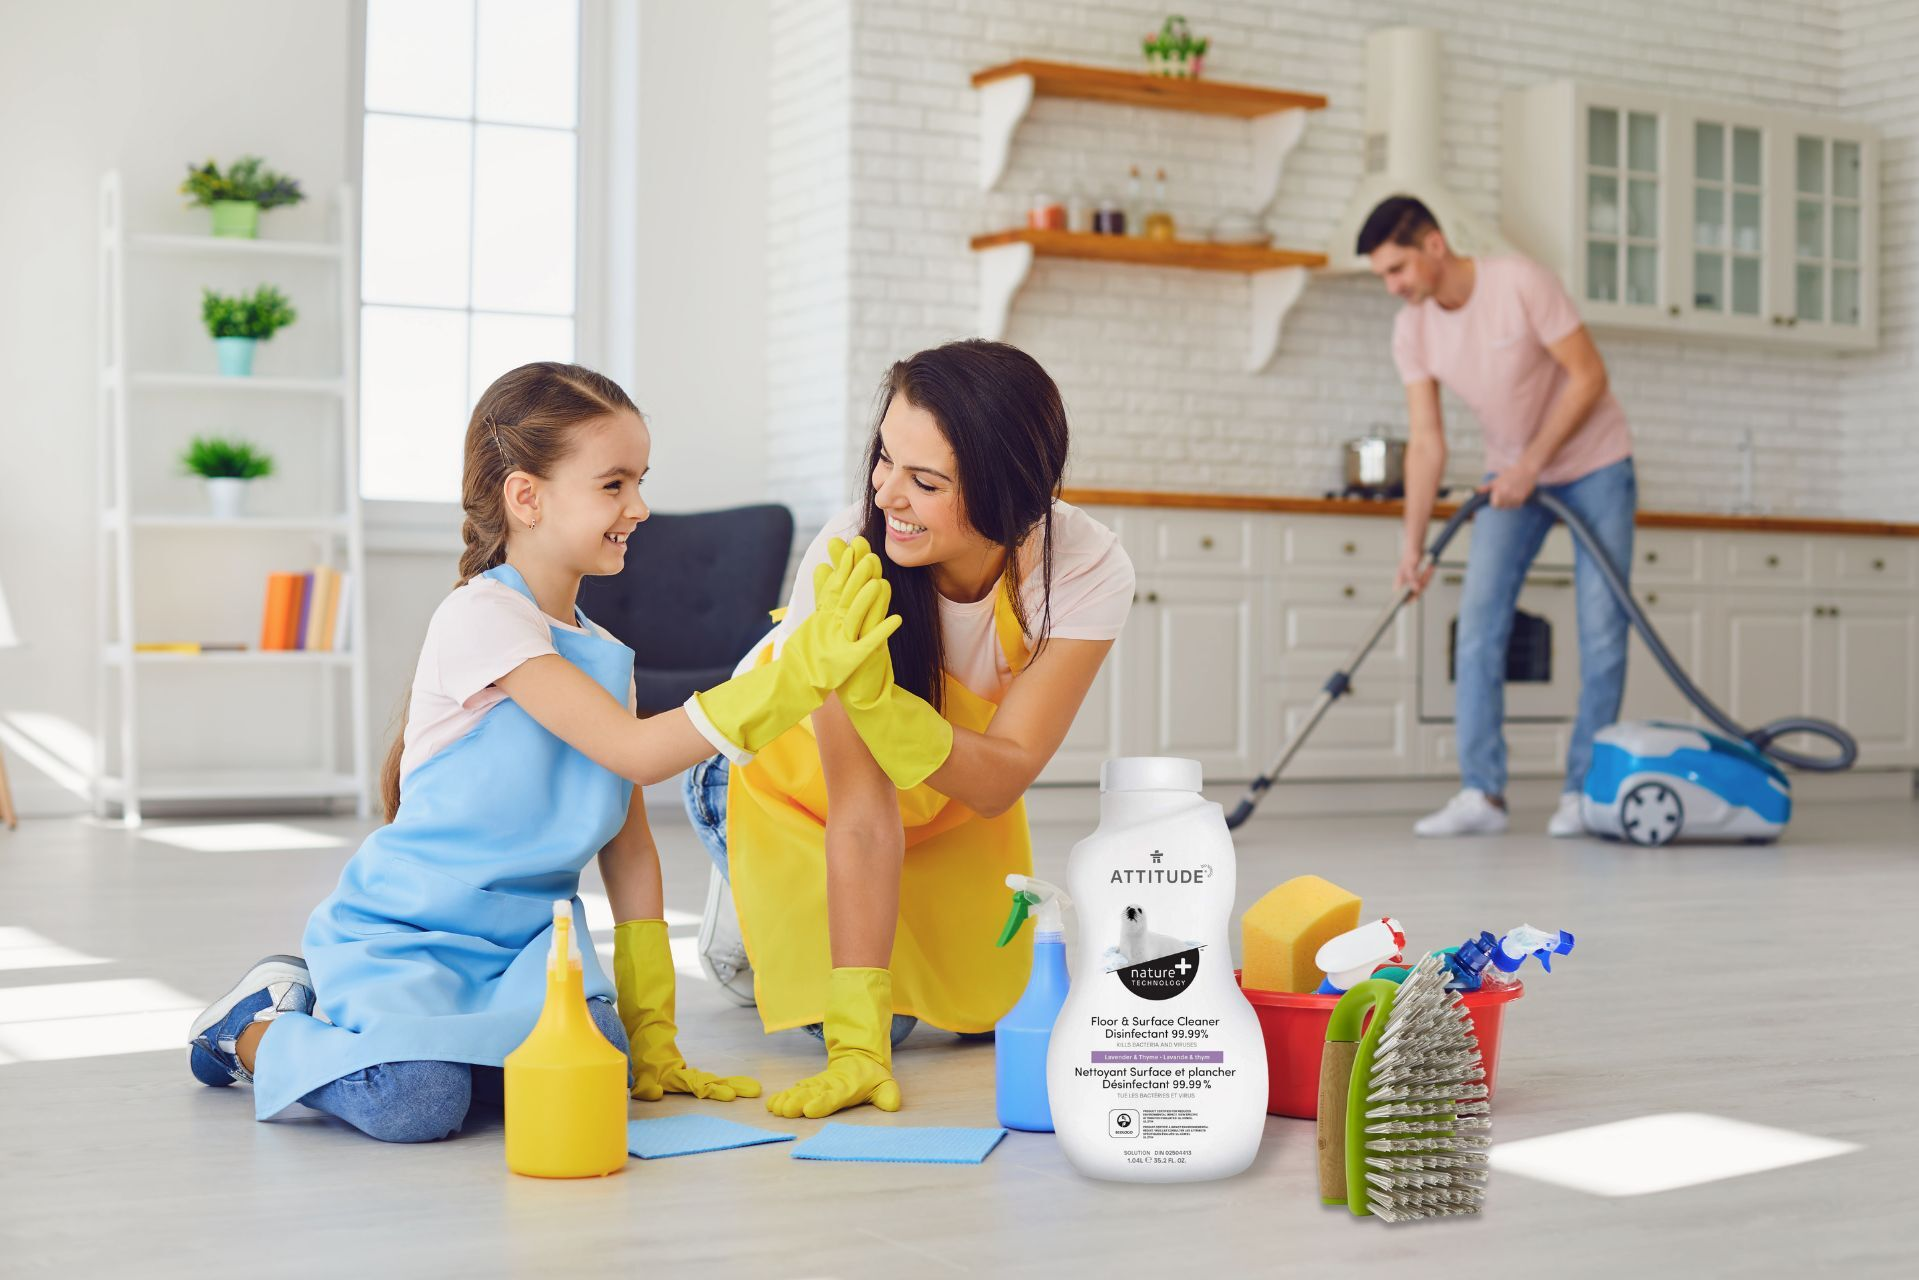 ATTITUDE
nature+
TECHNOLOGY
Floor & Surface Cleaner
Disinfectant 99.99%
KILLS BACTERIA AND VIRUSES
Lavender & Thyme • Lavande & thym
Nettoyant Surface et plancher
Désinfectant 99.99%
TUE LES BACTÉRIES ET VIRUS
ECOLOGO
SOLUTION DIN 02504413
1.04L ℮ 35.2 FL. OZ.